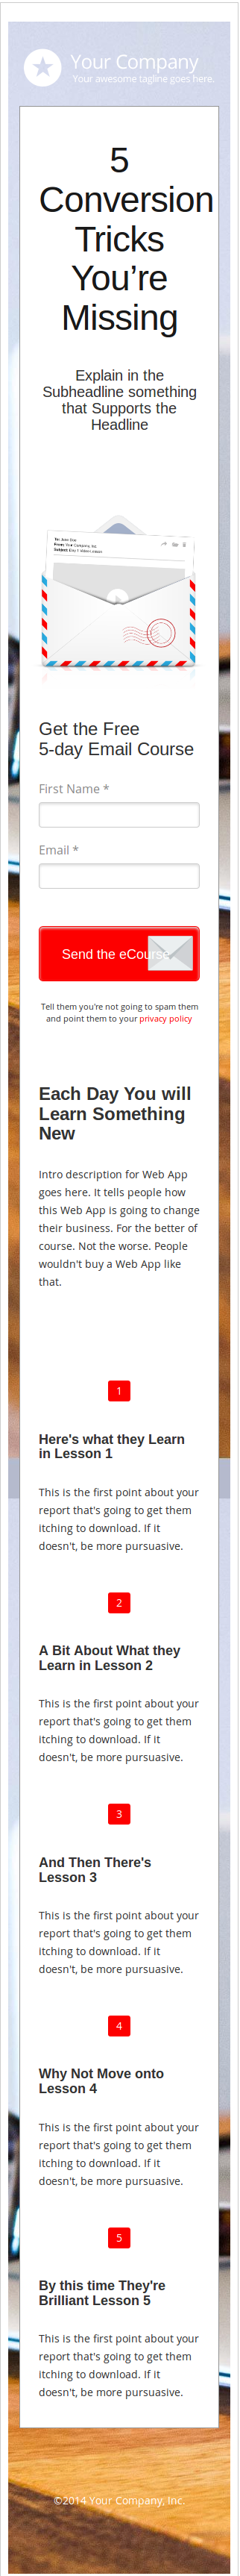 Your Company
Your awesome tagline goes here.
5
Conversion
Tricks
You’re
Missing
Explain in the
Subheadline something
that Supports the
Headline
Get the Free
5-day Email Course
First Name *
Email *
Send the eCourse
Tell them you're not going to spam them
and point them to your privacy policy
Each Day You will
Learn Something
New
Intro description for Web App
goes here. It tells people how
this Web App is going to change
their business. For the better of
course. Not the worse. People
wouldn't buy a Web App like
that.
1
Here's what they Learn
in Lesson 1
This is the first point about your
report that's going to get them
itching to download. If it
doesn't, be more pursuasive.
2
A Bit About What they
Learn in Lesson 2
This is the first point about your
report that's going to get them
itching to download. If it
doesn't, be more pursuasive.
3
And Then There's
Lesson 3
This is the first point about your
report that's going to get them
itching to download. If it
doesn't, be more pursuasive.
4
Why Not Move onto
Lesson 4
This is the first point about your
report that's going to get them
itching to download. If it
doesn't, be more pursuasive.
5
By this time They're
Brilliant Lesson 5
This is the first point about your
report that's going to get them
itching to download. If it
doesn't, be more pursuasive.
©2014 Your Company, Inc.